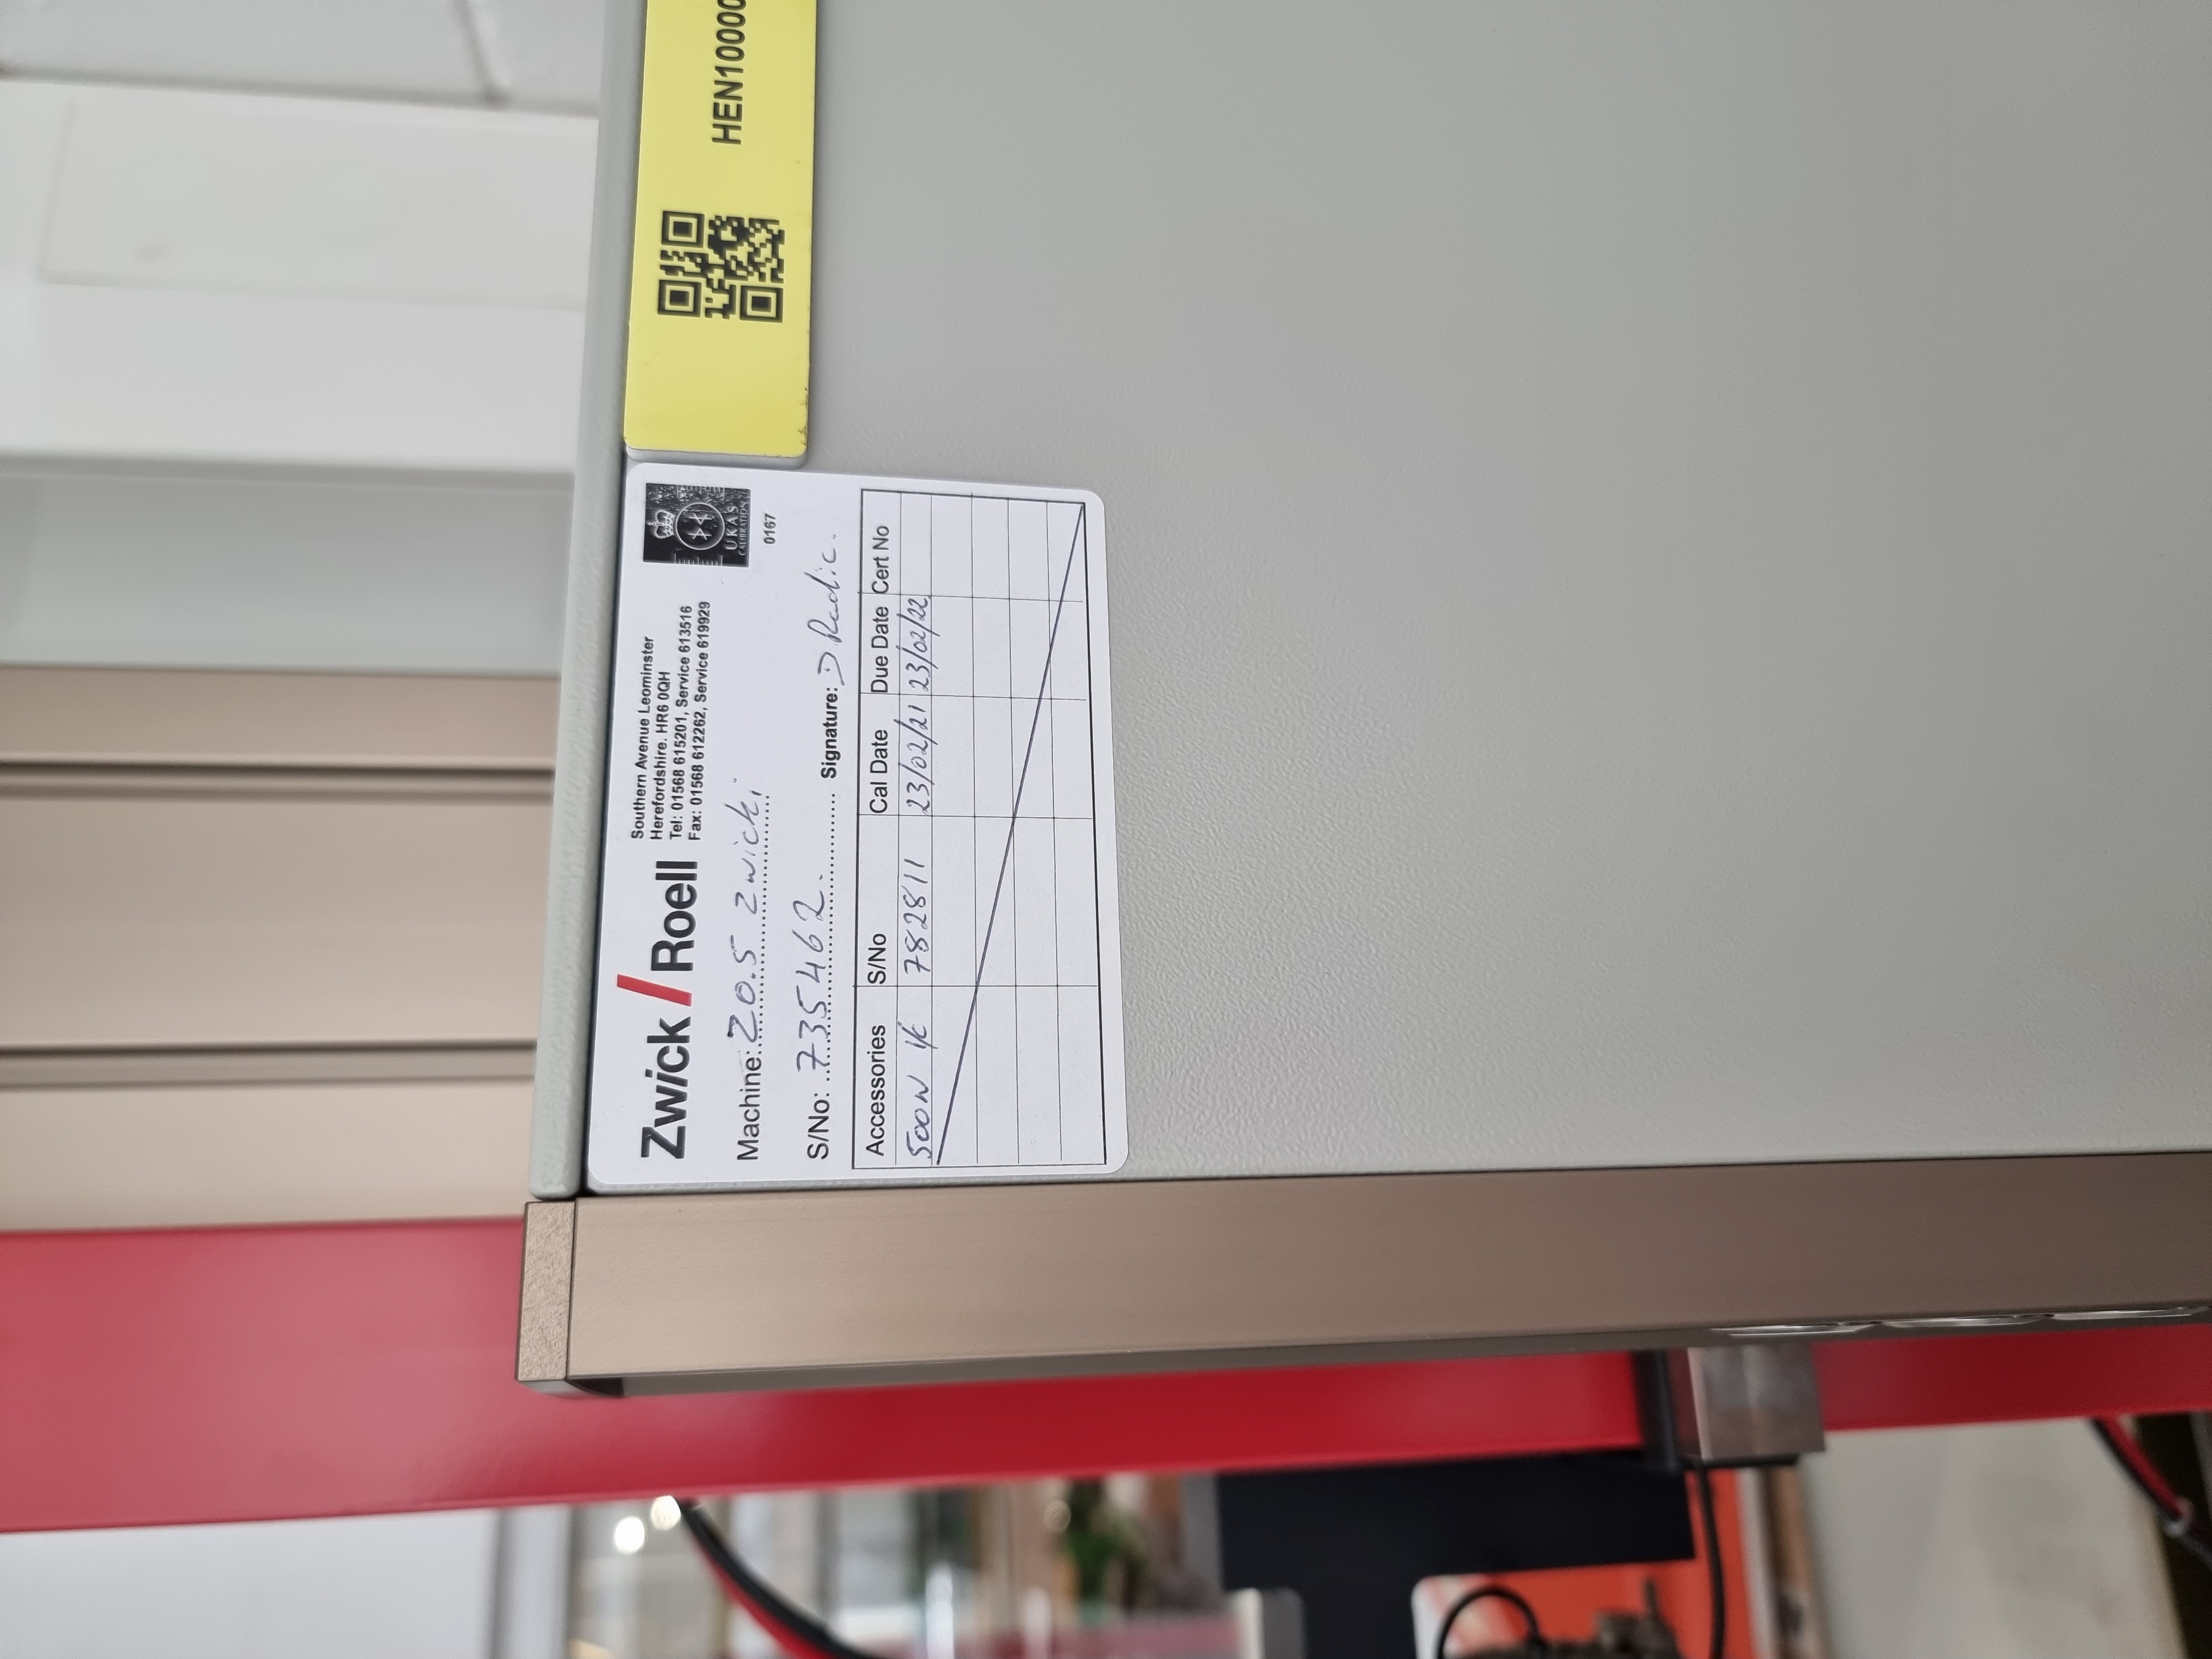 Zwick / Roell
Southern Avenue Leominster
Herefordshire. HR6 0QH
Tel: 01568 615201, Service 613516
Fax: 01568 612262, Service 619929
UKAS
CALIBRATION
0167
Machine: Z0.5 Zwicki
S/No: 735462. Signature: D Radic.
Accessories S/No Cal Date Due Date Cert No
500N l/c 782811 23/02/21 23/02/22
HEN10000